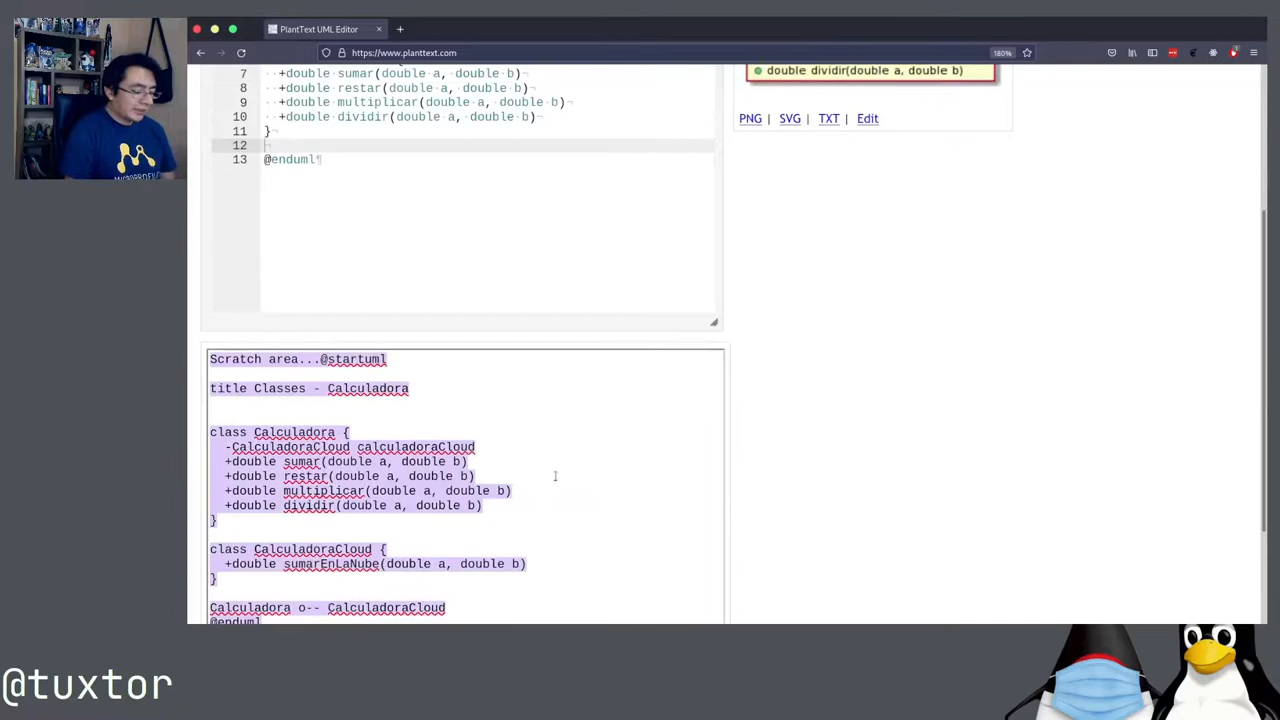 PlantText UML Editor
https://www.planttext.com
180%
7 +double sumar(double a, double b)
8 +double restar(double a, double b)
9 +double multiplicar(double a, double b)
10 +double dividir(double a, double b)
11 }
12
13 @enduml
double dividir(double a, double b)
PNG | SVG | TXT | Edit
Scratch area...@startuml
title Classes - Calculadora
class Calculadora {
-CalculadoraCloud calculadoraCloud
+double sumar(double a, double b)
+double restar(double a, double b)
+double multiplicar(double a, double b)
+double dividir(double a, double b)
}
class CalculadoraCloud {
+double sumarEnLaNube(double a, double b)
}
Calculadora o-- CalculadoraCloud
@enduml
@tuxtor